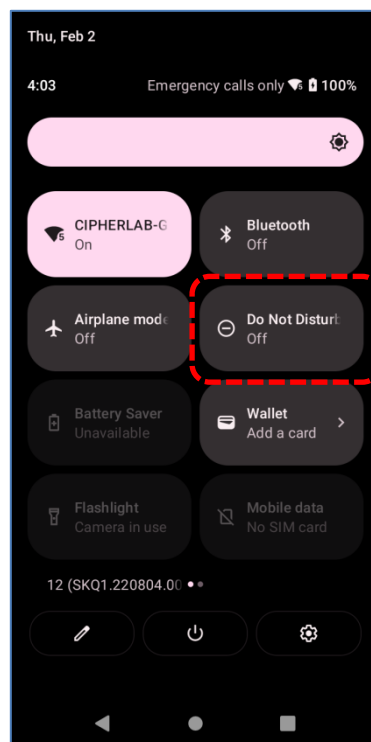 Thu, Feb 2
4:03 Emergency calls only 100%
CIPHERLAB-G
On
Bluetooth
Off
Airplane mode
Off
Do Not Disturb
Off
Battery Saver
Unavailable
Wallet
Add a card
Flashlight
Camera in use
Mobile data
No SIM card
12 (SKQ1.220804.00